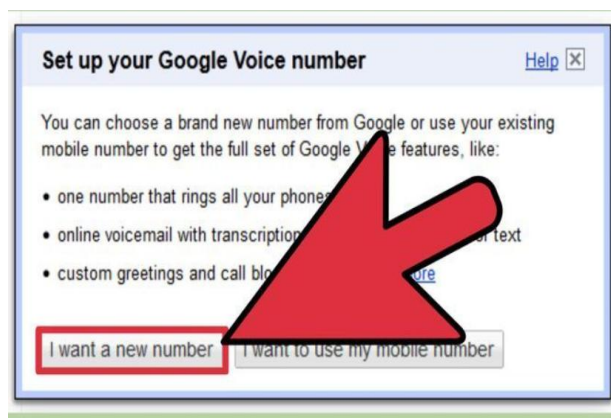 Set up your Google Voice number
Help
You can choose a brand new number from Google or use your existing
mobile number to get the full set of Google features, like:
• one number that rings all your phones
• online voicemail with transcription text
• custom greetings and call
I want a new number
I want to use my mobile number